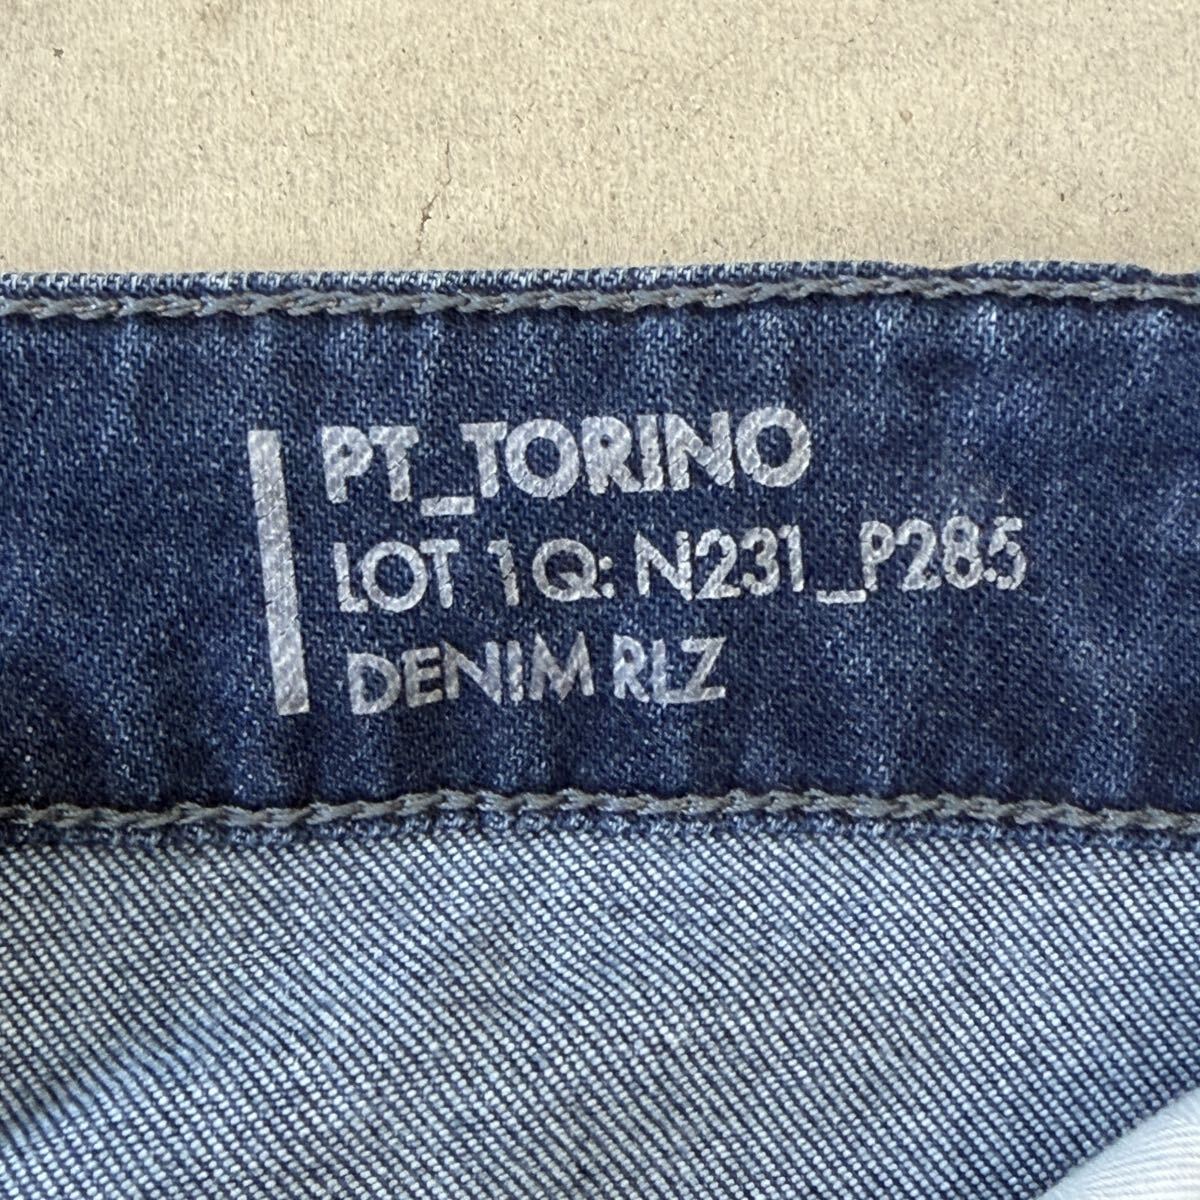 PT_TORINO
LOT 1Q: N231_P285
DENIM RLZ